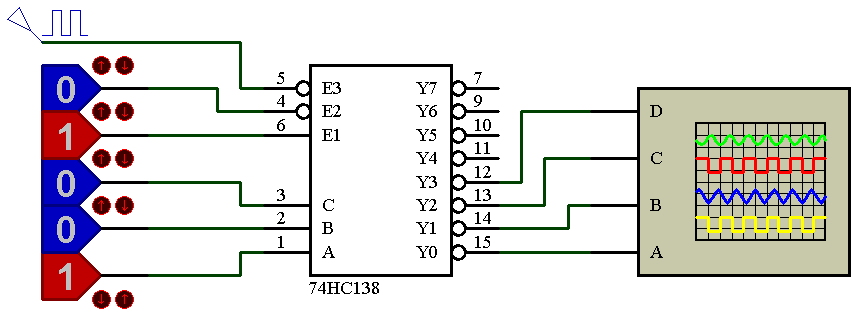 5 E3 Y7 7
0 4 E2 Y6 9 D
1 6 E1 Y5 10
Y4 11 C
0 Y3 12
3 C Y2 13 B
0 2 B Y1 14
1 1 A Y0 15 A
74HC138